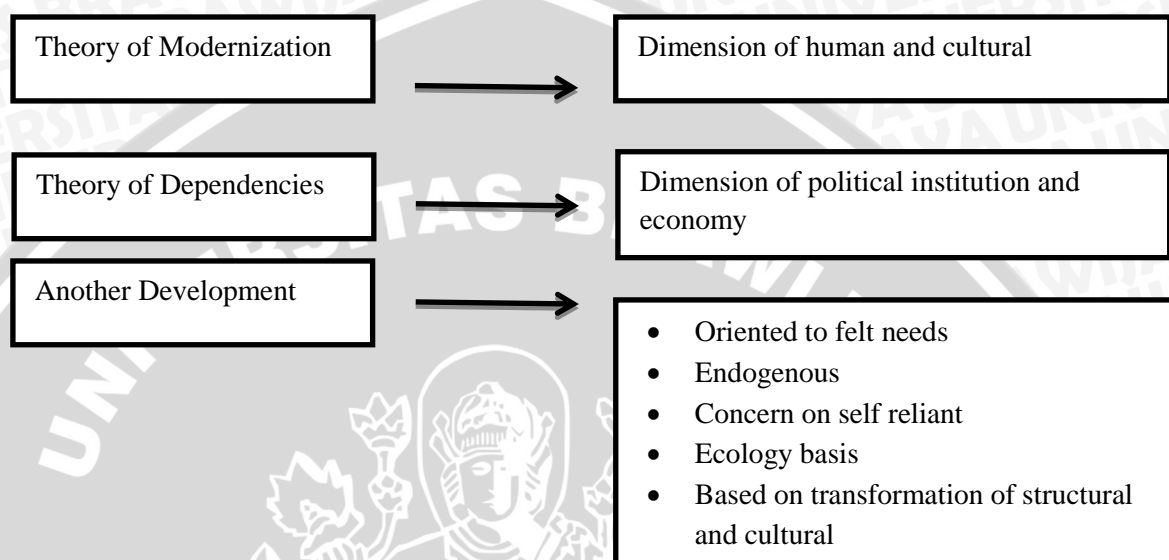 Theory of Modernization
Dimension of human and cultural
Theory of Dependencies
Dimension of political institution and
economy
Another Development
• Oriented to felt needs
• Endogenous
• Concern on self reliant
• Ecology basis
• Based on transformation of structural
and cultural